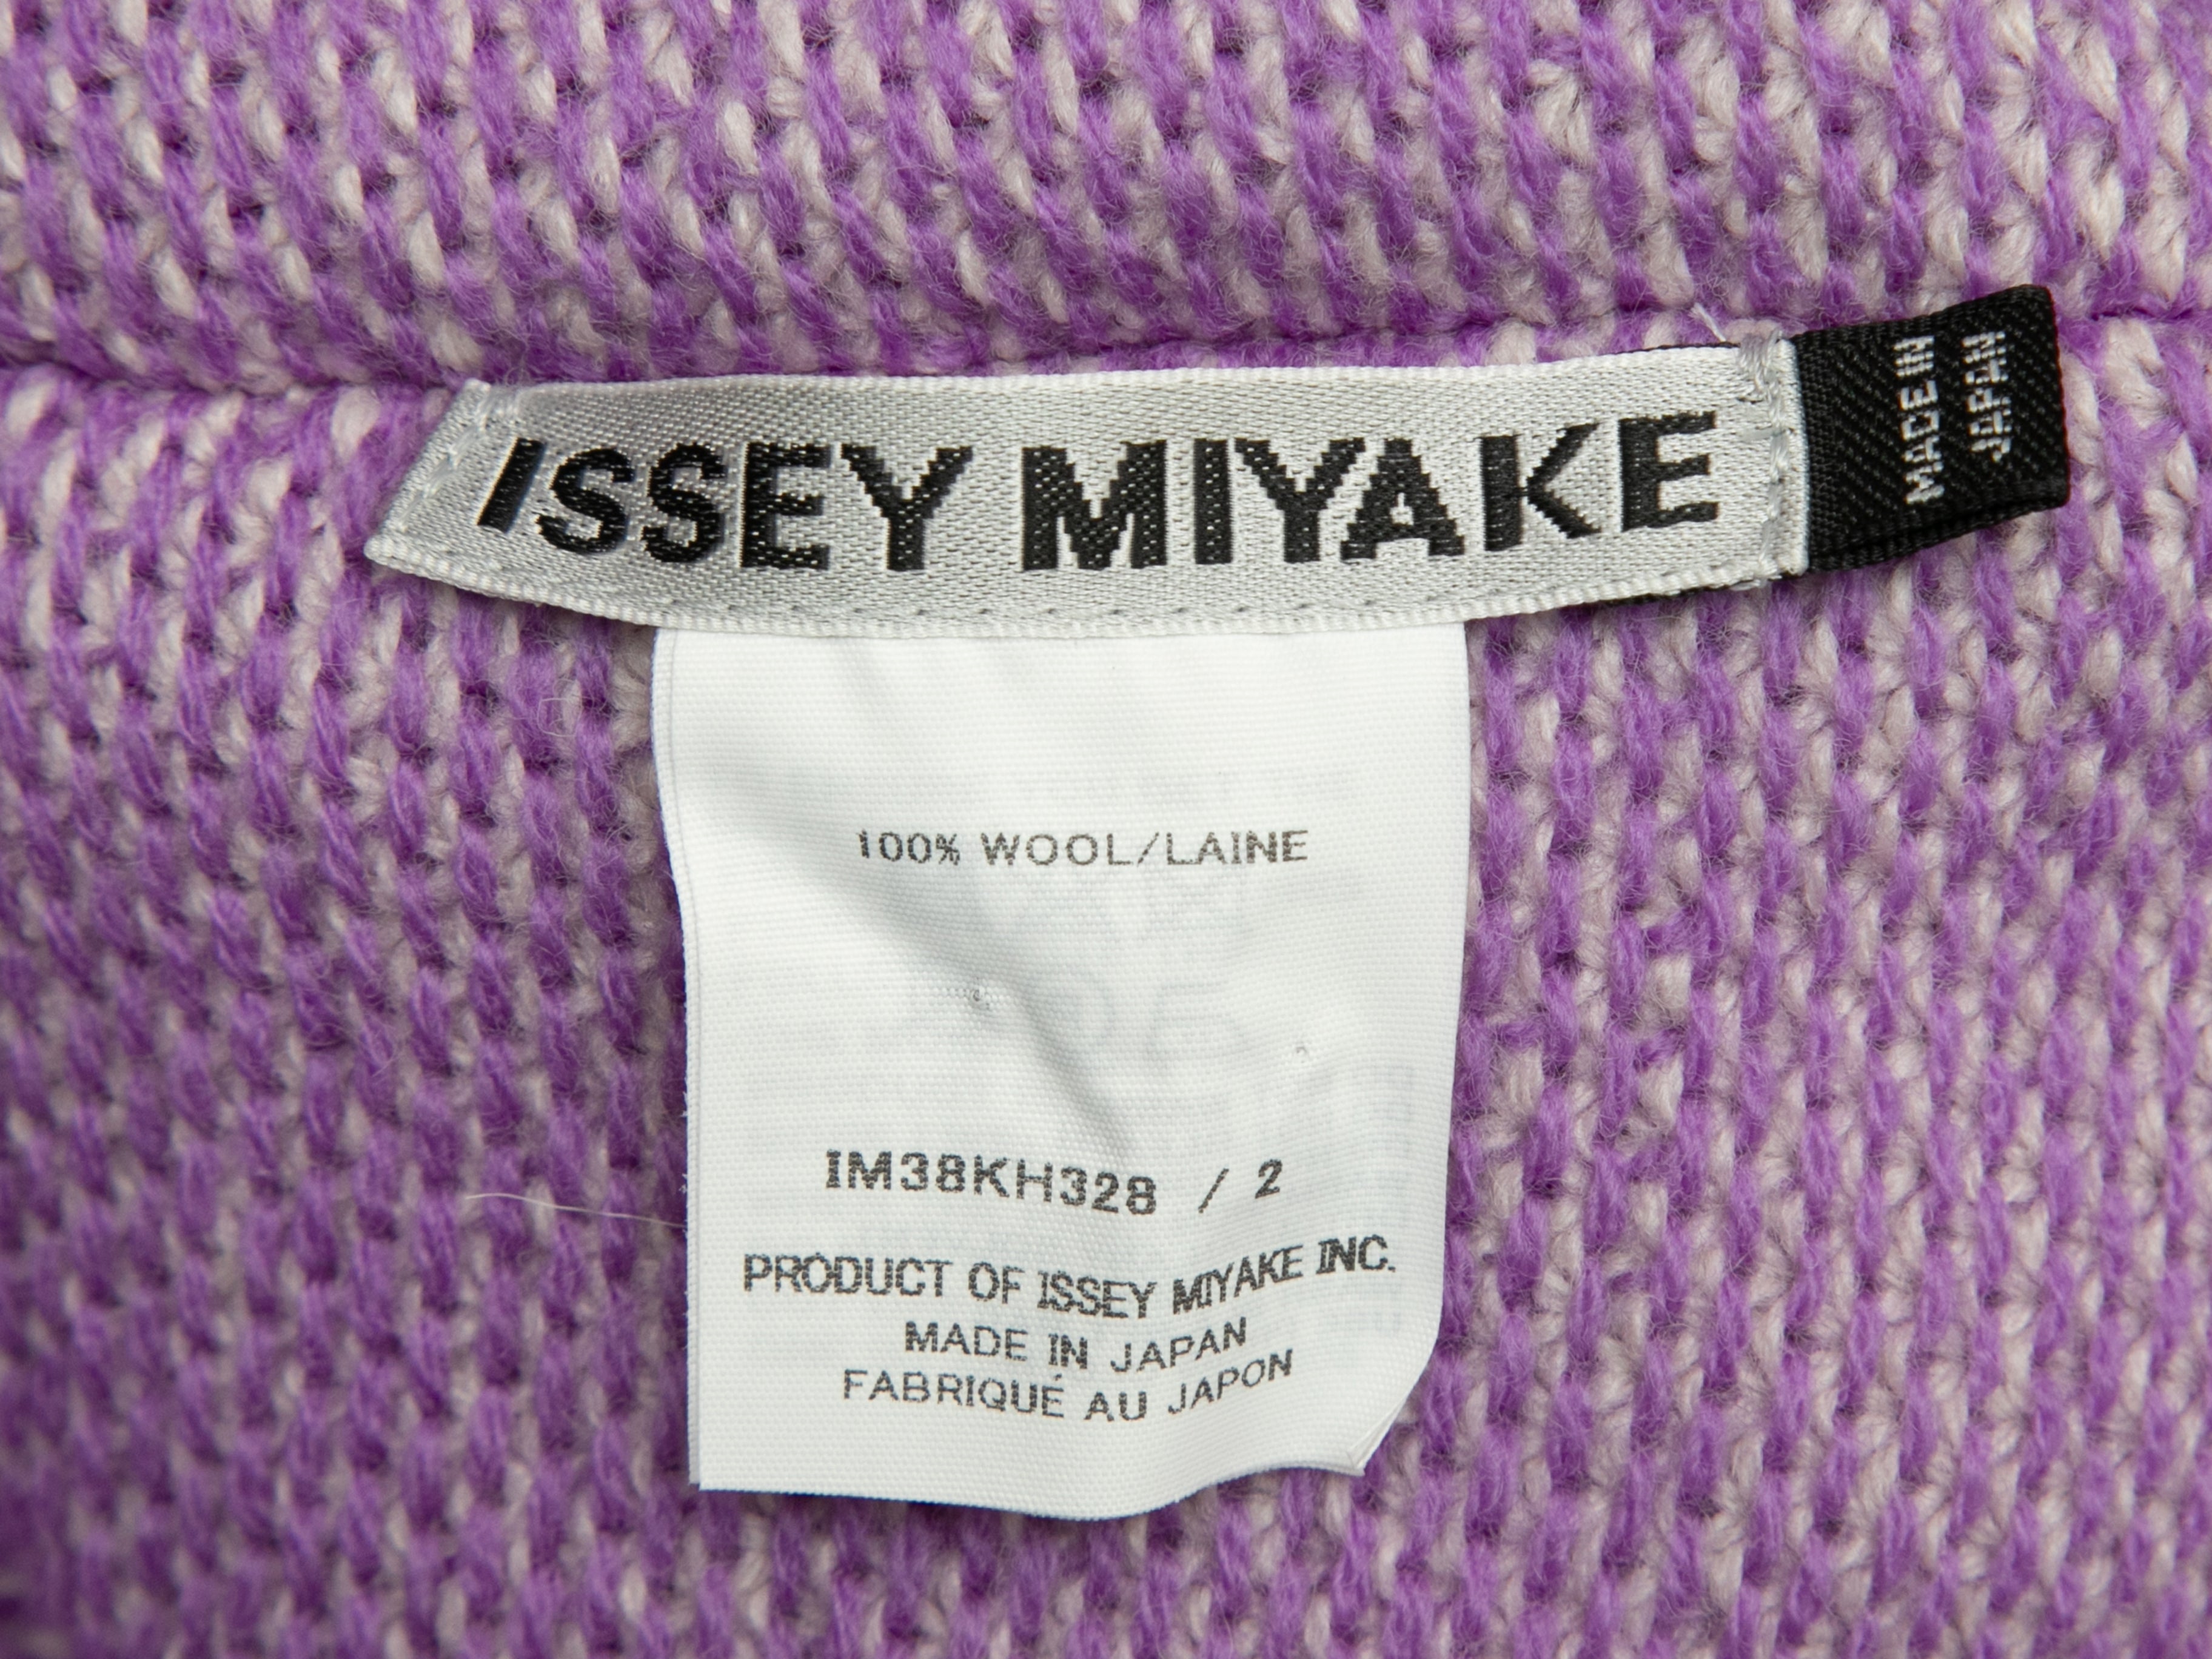 ISSEY MIYAKE
MADE IN
JAPAN
100% WOOL/LAINE
IM38KH328 / 2
PRODUCT OF ISSEY MIYAKE INC.
MADE IN JAPAN
FABRIQUÉ AU JAPON